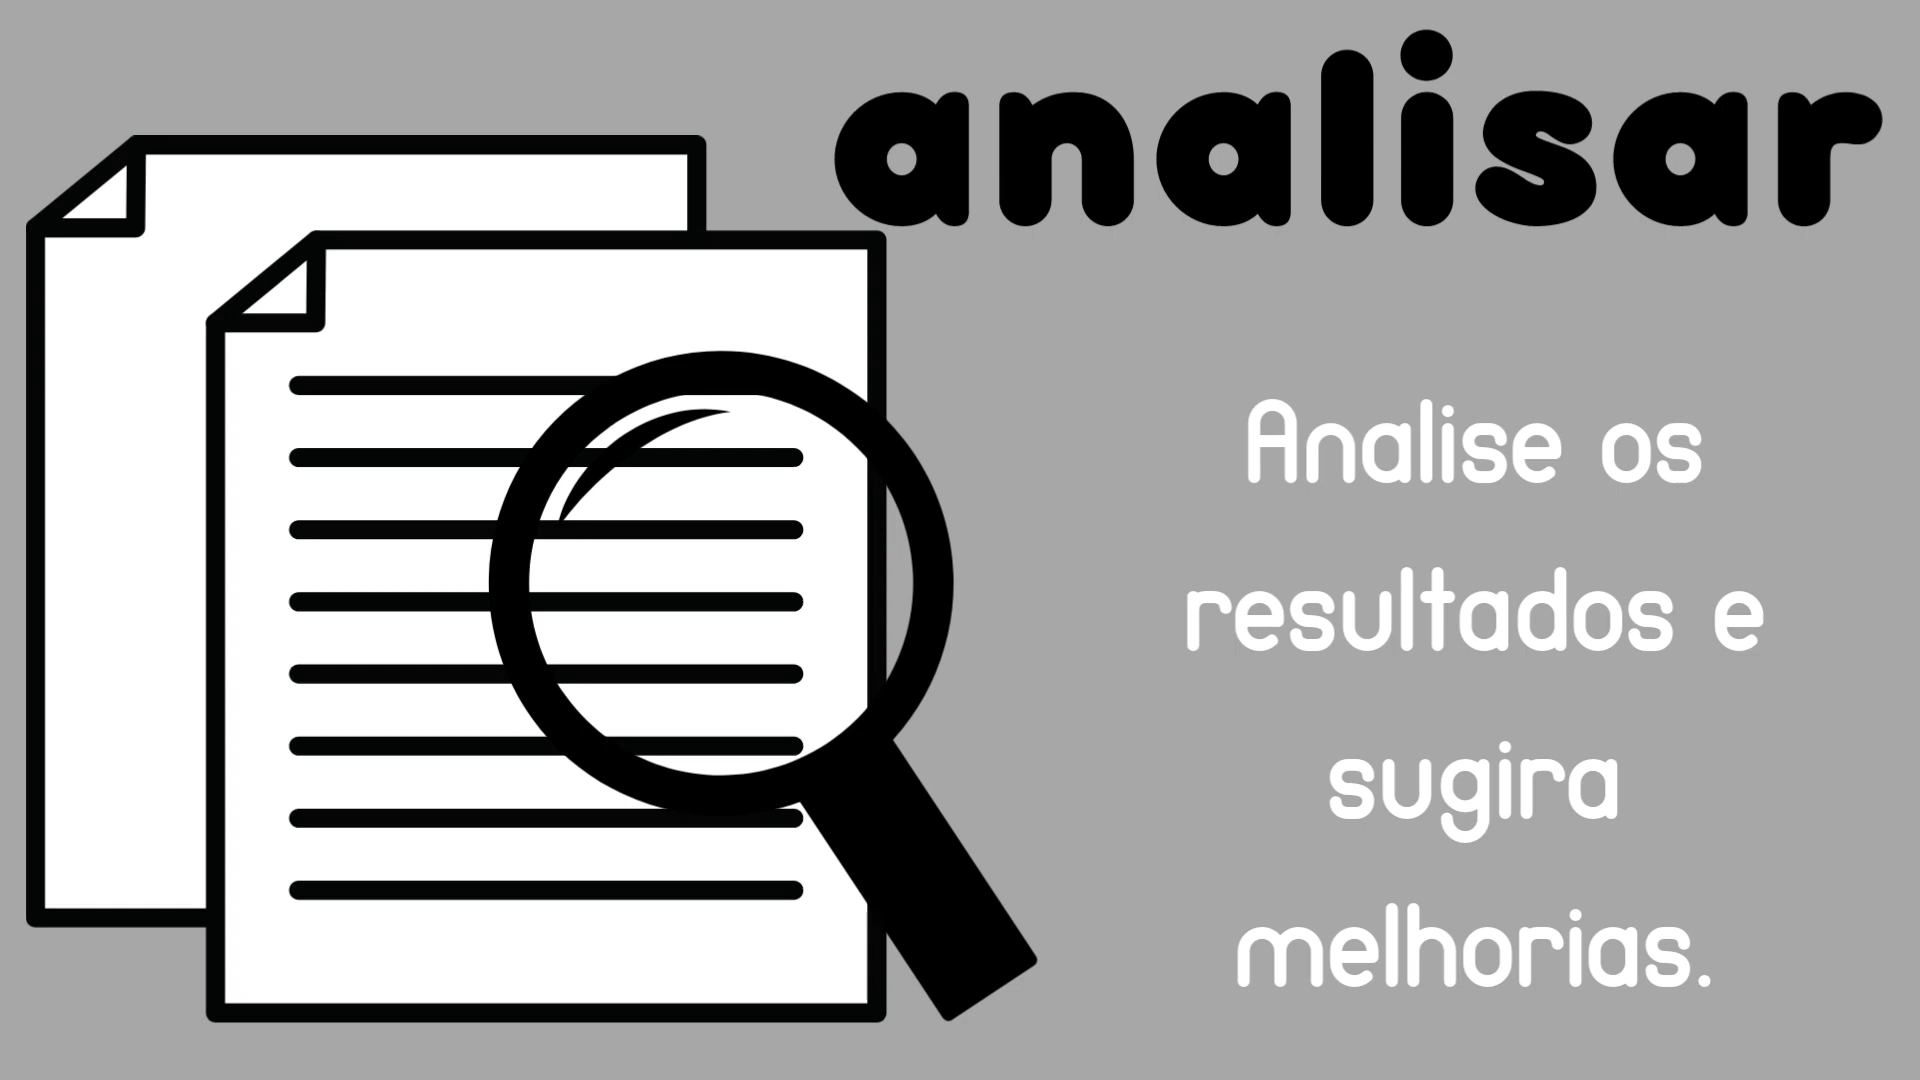 analisar
Analise os
resultados e
sugira
melhorias.